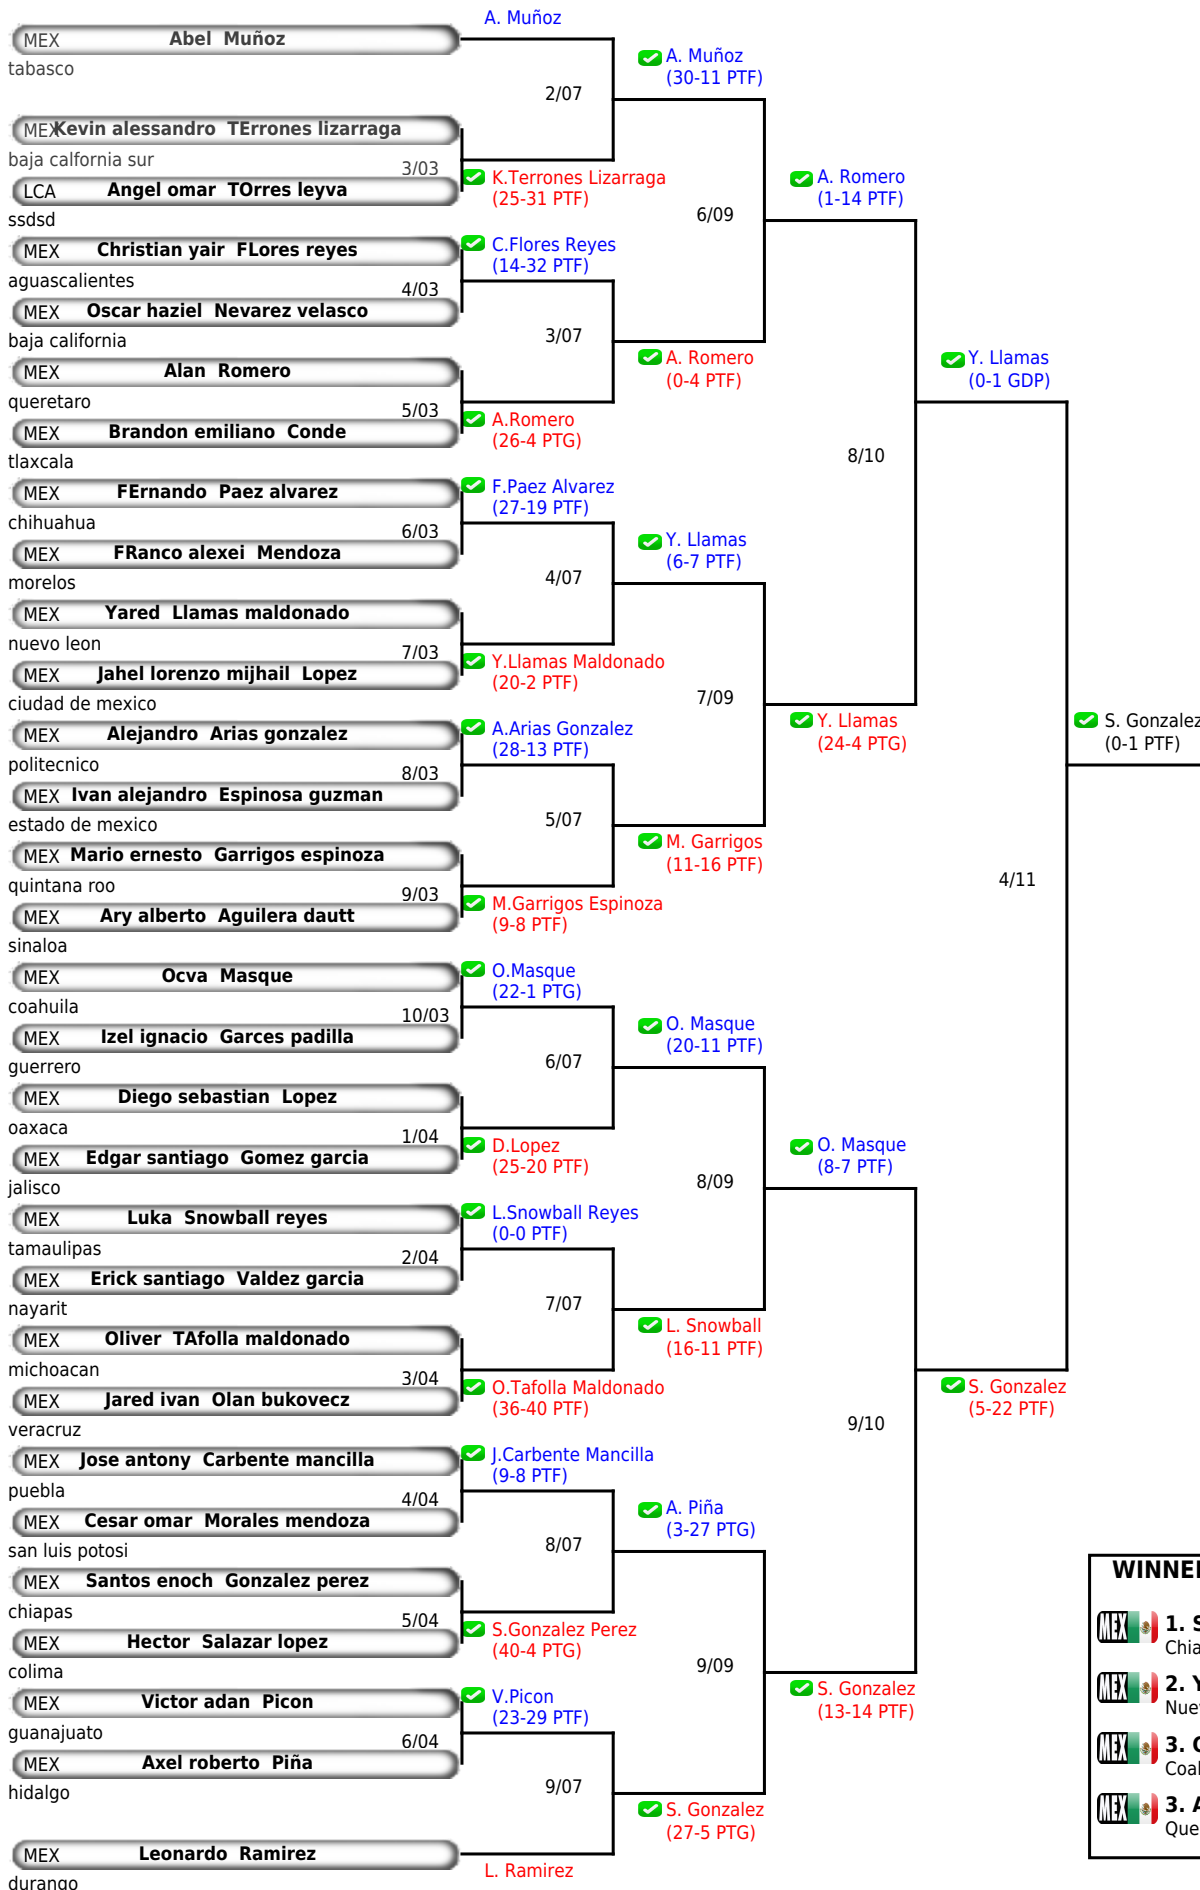 A. Muñoz
MEX Abel Muñoz
tabasco
A. Muñoz
(30-11 PTF)
2/07
MEX Kevin alessandro TErrones lizarraga
baja calfornia sur
3/03
K.Terrones Lizarraga
(25-31 PTF)
LCA Angel omar TOrres leyva
ssdsd
A. Romero
(1-14 PTF)
6/09
MEX Christian yair FLores reyes
aguascalientes
C.Flores Reyes
(14-32 PTF)
4/03
MEX Oscar haziel Nevarez velasco
baja california
3/07
A. Romero
(0-4 PTF)
MEX Alan Romero
queretaro
5/03
A.Romero
(26-4 PTG)
MEX Brandon emiliano Conde
tlaxcala
Y. Llamas
(0-1 GDP)
8/10
MEX FErnando Paez alvarez
chihuahua
F.Paez Alvarez
(27-19 PTF)
6/03
MEX FRanco alexei Mendoza
morelos
Y. Llamas
(6-7 PTF)
4/07
MEX Yared Llamas maldonado
nuevo leon
7/03
Y.Llamas Maldonado
(20-2 PTF)
MEX Jahel lorenzo mijhail Lopez
ciudad de mexico
7/09
Y. Llamas
(24-4 PTG)
S. Gonzalez
(0-1 PTF)
MEX Alejandro Arias gonzalez
politecnico
A.Arias Gonzalez
(28-13 PTF)
8/03
MEX Ivan alejandro Espinosa guzman
estado de mexico
5/07
M. Garrigos
(11-16 PTF)
MEX Mario ernesto Garrigos espinoza
quintana roo
9/03
M.Garrigos Espinoza
(9-8 PTF)
4/11
MEX Ary alberto Aguilera dautt
sinaloa
MEX Ocva Masque
coahuila
O.Masque
(22-1 PTG)
10/03
MEX Izel ignacio Garces padilla
guerrero
O. Masque
(20-11 PTF)
6/07
MEX Diego sebastian Lopez
oaxaca
1/04
D.Lopez
(25-20 PTF)
MEX Edgar santiago Gomez garcia
jalisco
O. Masque
(8-7 PTF)
8/09
MEX Luka Snowball reyes
tamaulipas
L.Snowball Reyes
(0-0 PTF)
2/04
MEX Erick santiago Valdez garcia
nayarit
7/07
L. Snowball
(16-11 PTF)
MEX Oliver TAfolla maldonado
michoacan
3/04
O.Tafolla Maldonado
(36-40 PTF)
MEX Jared ivan Olan bukovecz
veracruz
S. Gonzalez
(5-22 PTF)
9/10
MEX Jose antony Carbente mancilla
puebla
J.Carbente Mancilla
(9-8 PTF)
4/04
MEX Cesar omar Morales mendoza
san luis potosi
A. Piña
(3-27 PTG)
8/07
MEX Santos enoch Gonzalez perez
chiapas
5/04
S.Gonzalez Perez
(40-4 PTG)
MEX Hector Salazar lopez
colima
9/09
S. Gonzalez
(13-14 PTF)
MEX Victor adan Picon
guanajuato
V.Picon
(23-29 PTF)
6/04
MEX Axel roberto Piña
hidalgo
9/07
S. Gonzalez
(27-5 PTG)
MEX Leonardo Ramirez
durango
L. Ramirez
WINNE
MEX 1. S
Chia
MEX 2. Y
Nue
MEX 3. O
Coal
MEX 3. A
Que